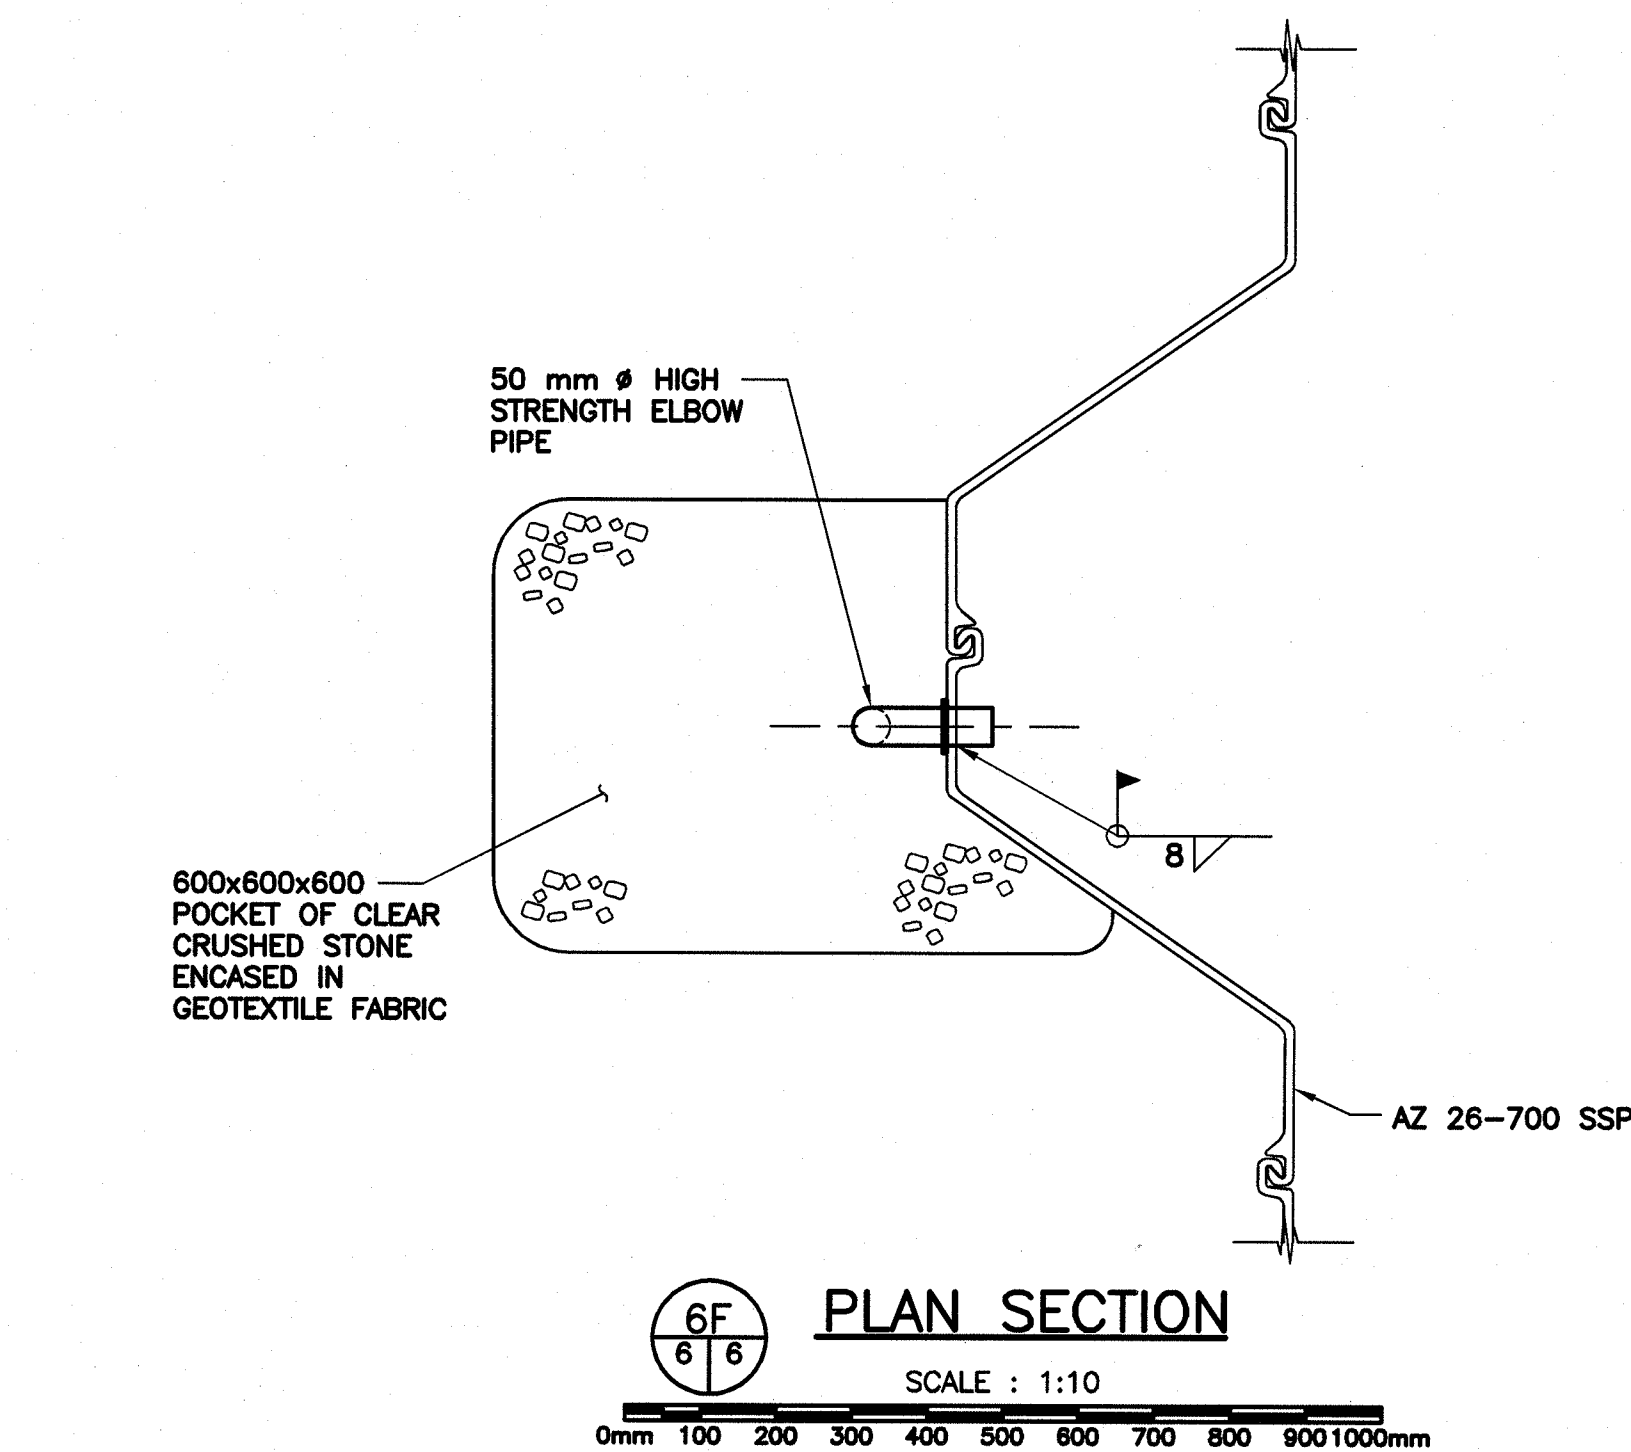 50 mm ø HIGH
STRENGTH ELBOW
PIPE
8
600x600x600
POCKET OF CLEAR
CRUSHED STONE
ENCASED IN
GEOTEXTILE FABRIC
AZ 26-700 SSP
6F
6 6
PLAN SECTION
SCALE : 1:10
0mm 100 200 300 400 500 600 700 800 900 1000mm